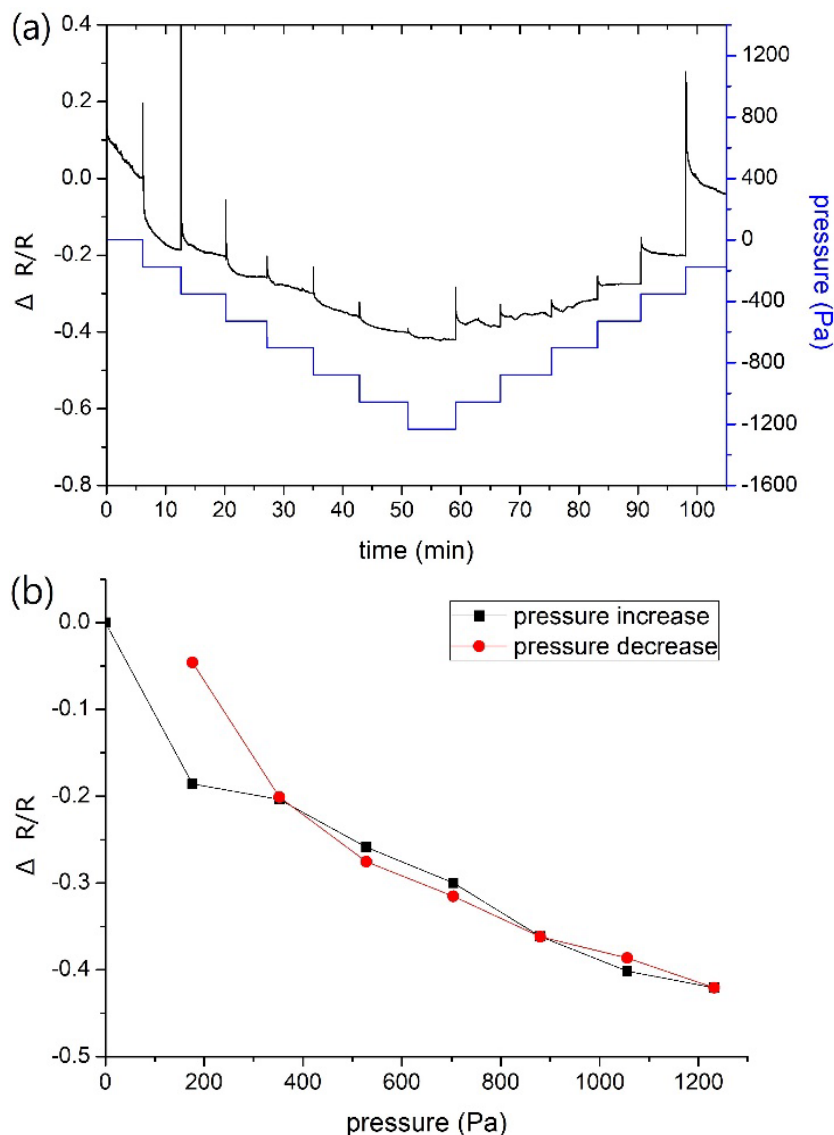 (a)
0.4
0.2
0.0
-0.2
-0.4
-0.6
-0.8
Δ R/R
1200
800
400
0
-400
-800
-1200
-1600
pressure (Pa)
0 10 20 30 40 50 60 70 80 90 100
time (min)
(b)
pressure increase
pressure decrease
0.0
-0.1
-0.2
-0.3
-0.4
-0.5
Δ R/R
0 200 400 600 800 1000 1200
pressure (Pa)